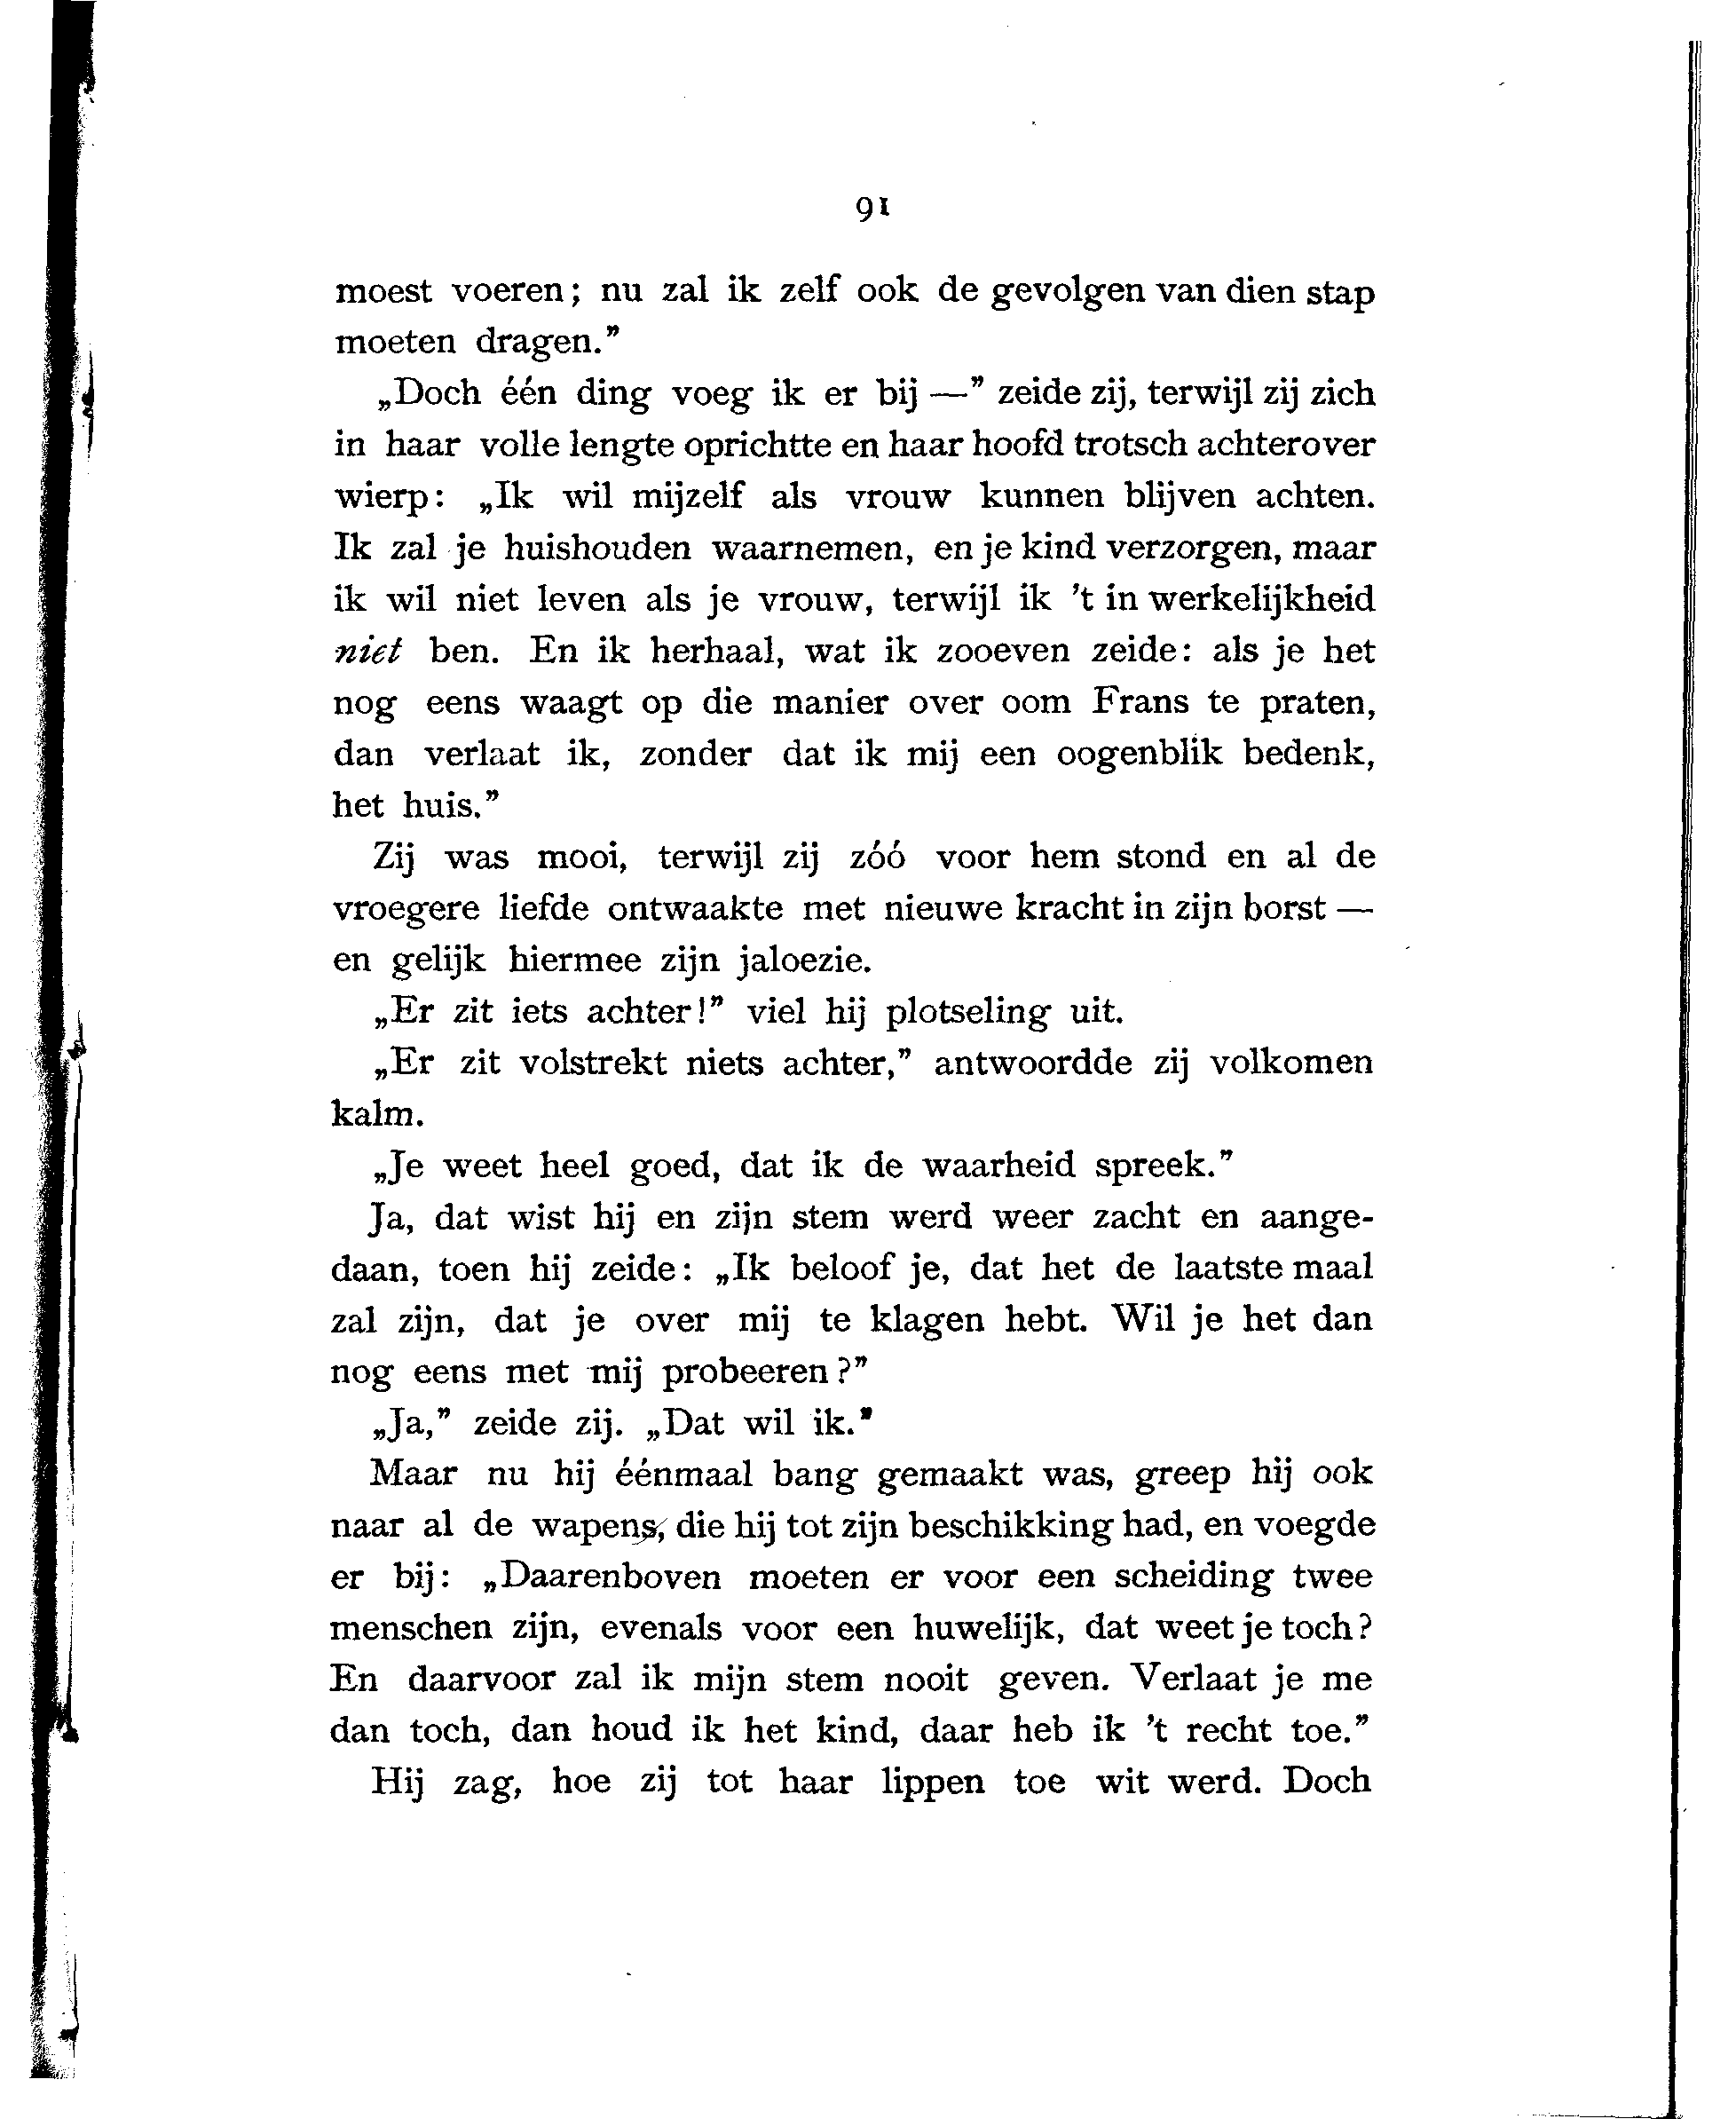 91
moest voeren; nu zal ik zelf ook de gevolgen van dien stap
moeten dragen.”
„Doch één ding voeg ik er bij —” zeide zij, terwijl zij zich
in haar volle lengte oprichtte en haar hoofd trotsch achterover
wierp: „Ik wil mijzelf als vrouw kunnen blijven achten.
Ik zal je huishouden waarnemen, en je kind verzorgen, maar
ik wil niet leven als je vrouw, terwijl ik ’t in werkelijkheid
niet ben. En ik herhaal, wat ik zooeven zeide: als je het
nog eens waagt op die manier over oom Frans te praten,
dan verlaat ik, zonder dat ik mij een oogenblik bedenk,
het huis.”
Zij was mooi, terwijl zij zóó voor hem stond en al de
vroegere liefde ontwaakte met nieuwe kracht in zijn borst —
en gelijk hiermee zijn jaloezie.
„Er zit iets achter!” viel hij plotseling uit.
„Er zit volstrekt niets achter,” antwoordde zij volkomen
kalm.
„Je weet heel goed, dat ik de waarheid spreek.”
Ja, dat wist hij en zijn stem werd weer zacht en aange-
daan, toen hij zeide: „Ik beloof je, dat het de laatste maal
zal zijn, dat je over mij te klagen hebt. Wil je het dan
nog eens met mij probeeren?”
„Ja,” zeide zij. „Dat wil ik.”
Maar nu hij éénmaal bang gemaakt was, greep hij ook
naar al de wapens, die hij tot zijn beschikking had, en voegde
er bij: „Daarenboven moeten er voor een scheiding twee
menschen zijn, evenals voor een huwelijk, dat weet je toch?
En daarvoor zal ik mijn stem nooit geven. Verlaat je me
dan toch, dan houd ik het kind, daar heb ik ’t recht toe.”
Hij zag, hoe zij tot haar lippen toe wit werd. Doch